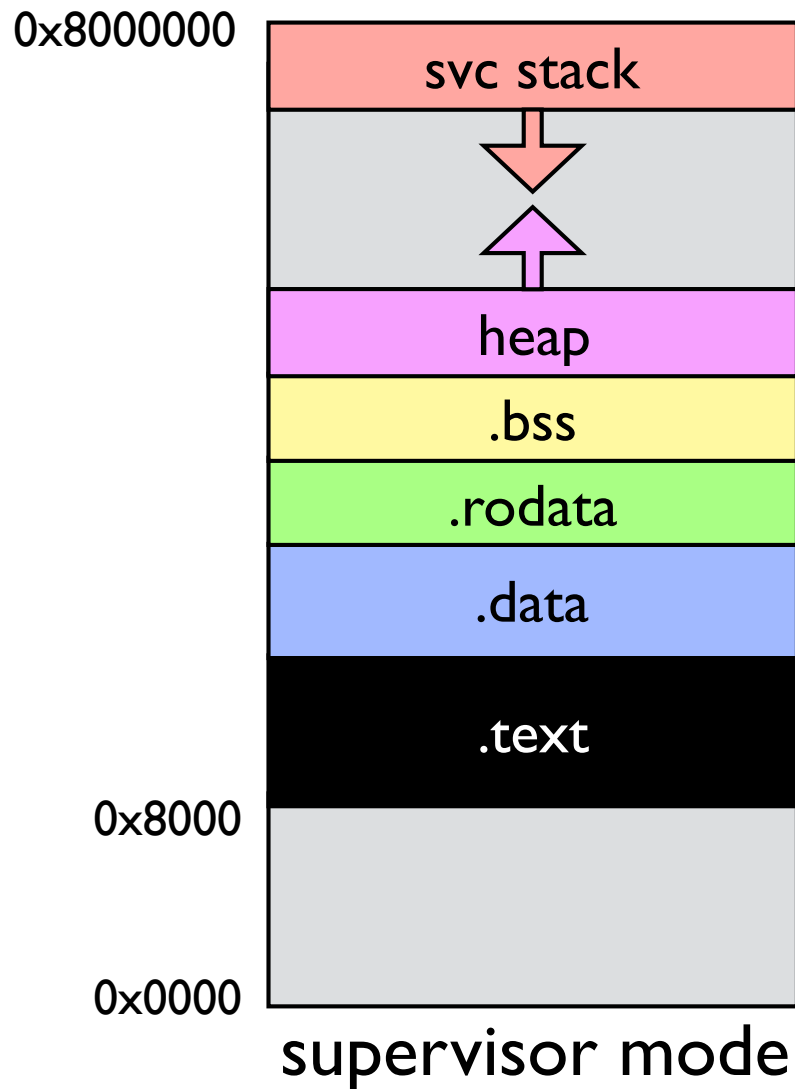 0x8000000
svc stack
heap
.bss
.rodata
.data
.text
0x8000
0x0000
supervisor mode